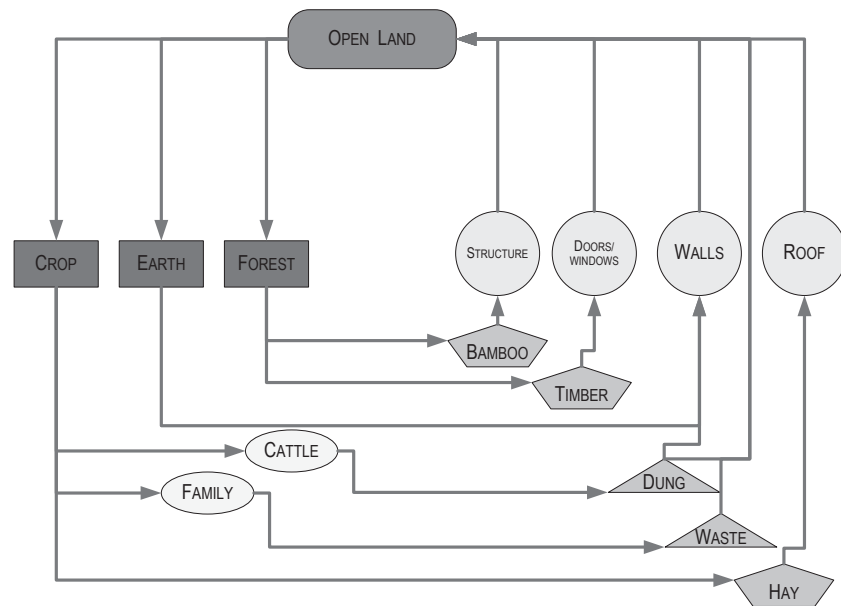 OPEN LAND
CROP
EARTH
FOREST
STRUCTURE
DOORS/
WINDOWS
WALLS
ROOF
BAMBOO
TIMBER
CATTLE
FAMILY
DUNG
WASTE
HAY